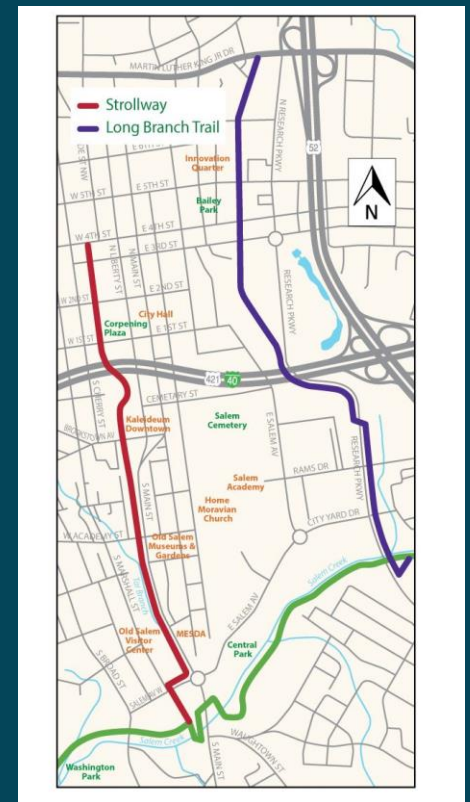 MARTIN LUTHER KING JR DR
Strollway
Long Branch Trail
N RESEARCH PKWY
52
N
E 6TH ST
Innovation
Quarter
W 5TH ST
E 5TH ST
Bailey
Park
W 4TH ST
E 4TH ST
E 3RD ST
N LIBERTY ST
N MAIN ST
W 2ND ST
E 2ND ST
RESEARCH PKWY
City Hall
Corpening
Plaza
W 1ST ST
E 1ST ST
421
40
CEMETARY ST
S CHERRY ST
Kaleideum
Downtown
Salem
Cemetery
E SALEM AV
BROOKSTOWN AV
RESEARCH PKWY
RAMS DR
Salem
Academy
S MAIN ST
Home
Moravian
Church
CITY YARD DR
W ACADEMY ST
Old Salem
Museums &
Gardens
Tar Branch
S MARSHALL ST
Salem Creek
E SALEM AV
Old Salem
Visitor
Center
MESDA
Central
Park
S BROAD ST
SALEM AV W
Salem Creek
WAUGHTOWN ST
S MAIN ST
Washington
Park